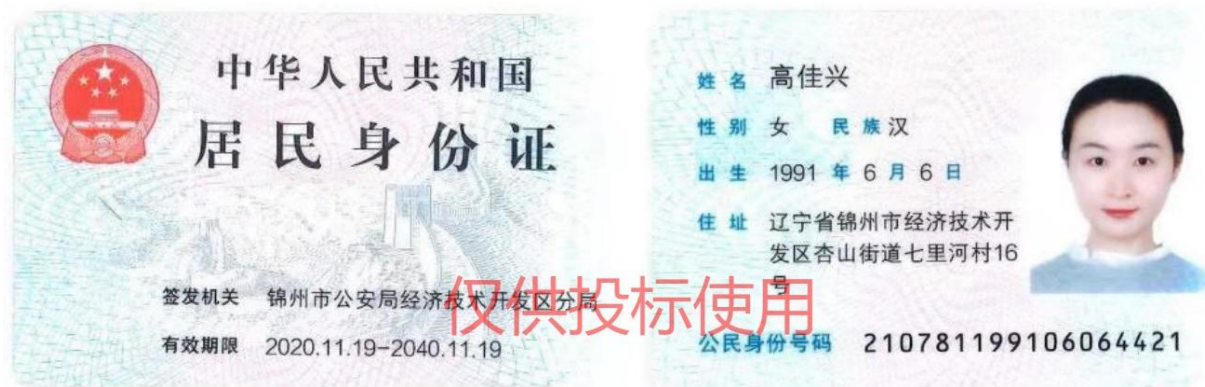 中华人民共和国
居民身份证
签发机关 锦州市公安局经济技术开发区分局
有效期限 2020.11.19-2040.11.19
姓名 高佳兴
性别 女 民族 汉
出生 1991 年 6 月 6 日
住址 辽宁省锦州市经济技术开
发区杏山街道七里河村16
号
公民身份号码 210781199106064421
仅供投标使用